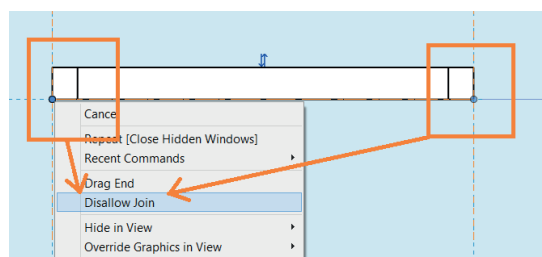 Cancel
Repeat [Close Hidden Windows]
Recent Commands
Drag End
Disallow Join
Hide in View
Override Graphics in View